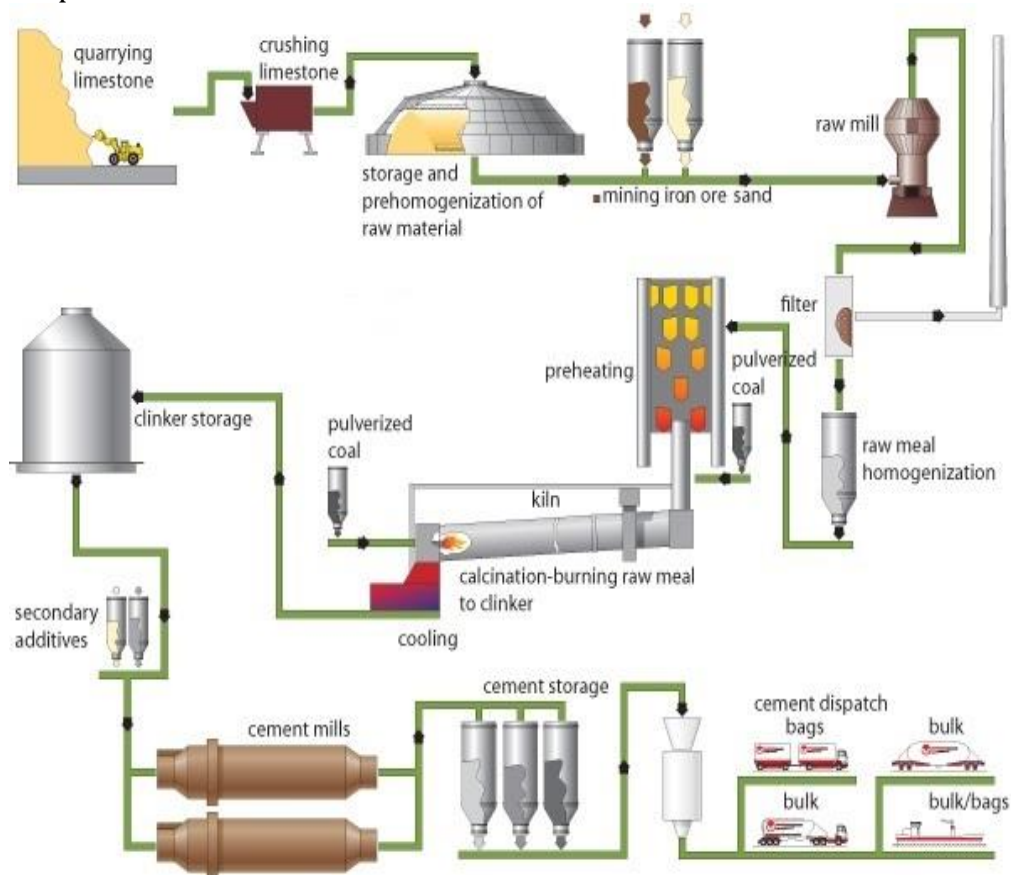 quarrying
limestone
crushing
limestone
storage and
prehomogenization of
raw material
mining iron ore sand
raw mill
filter
preheating
pulverized
coal
raw meal
homogenization
clinker storage
pulverized
coal
kiln
calcination-burning raw meal
to clinker
cooling
secondary
additives
cement mills
cement storage
cement dispatch
bags
bulk
bulk
bulk/bags